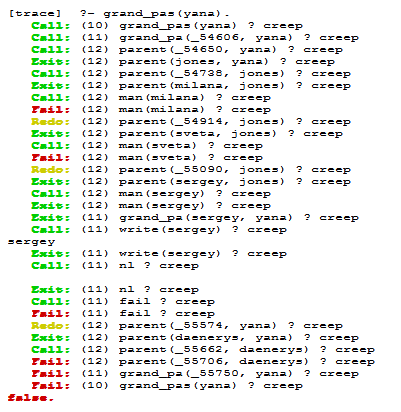 [trace]  ?- grand_pas(yana).
   Call: (10) grand_pas(yana) ? creep
   Call: (11) grand_pa(_54606, yana) ? creep
   Call: (12) parent(_54650, yana) ? creep
   Exit: (12) parent(jones, yana) ? creep
   Call: (12) parent(_54738, jones) ? creep
   Exit: (12) parent(milana, jones) ? creep
   Call: (12) man(milana) ? creep
   Fail: (12) man(milana) ? creep
   Redo: (12) parent(_54914, jones) ? creep
   Exit: (12) parent(sveta, jones) ? creep
   Call: (12) man(sveta) ? creep
   Fail: (12) man(sveta) ? creep
   Redo: (12) parent(_55090, jones) ? creep
   Exit: (12) parent(sergey, jones) ? creep
   Call: (12) man(sergey) ? creep
   Exit: (12) man(sergey) ? creep
   Exit: (11) grand_pa(sergey, yana) ? creep
   Call: (11) write(sergey) ? creep
sergey
   Exit: (11) write(sergey) ? creep
   Call: (11) nl ? creep

   Exit: (11) nl ? creep
   Call: (11) fail ? creep
   Fail: (11) fail ? creep
   Redo: (12) parent(_55574, yana) ? creep
   Exit: (12) parent(daenerys, yana) ? creep
   Call: (12) parent(_55662, daenerys) ? creep
   Fail: (12) parent(_55706, daenerys) ? creep
   Fail: (11) grand_pa(_55750, yana) ? creep
   Fail: (10) grand_pas(yana) ? creep
false.